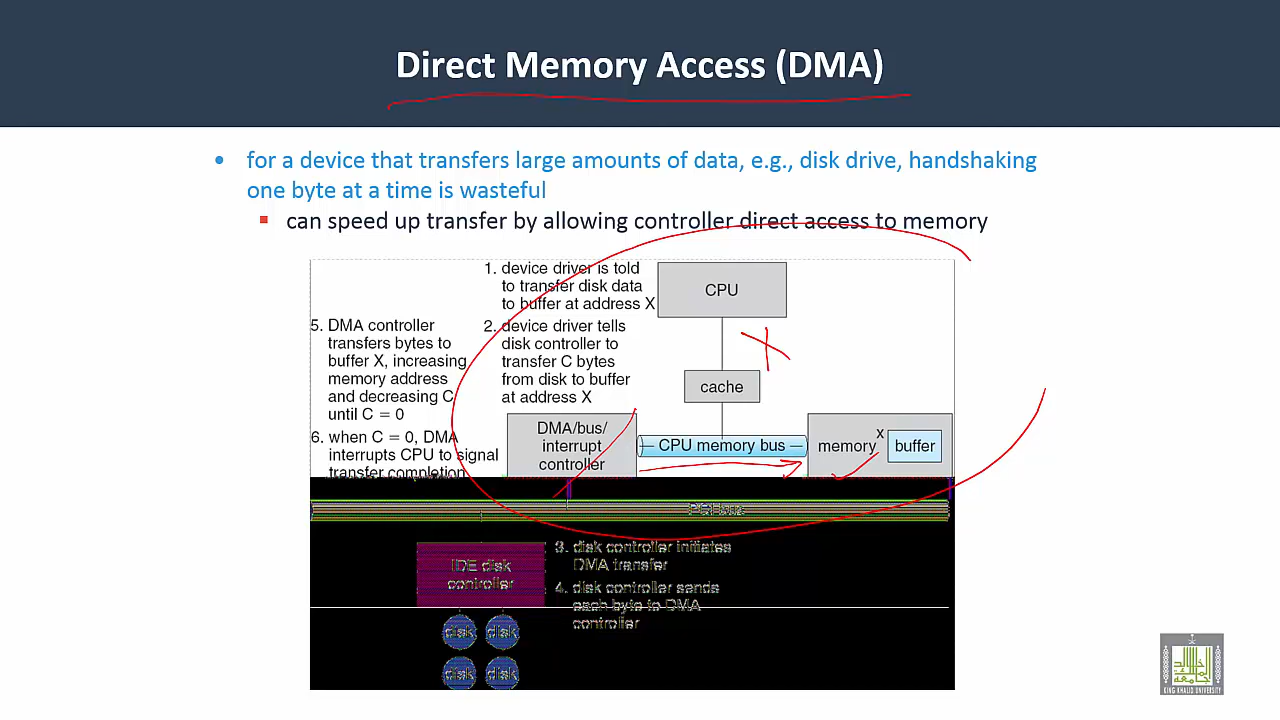 Direct Memory Access (DMA)
• for a device that transfers large amounts of data, e.g., disk drive, handshaking
one byte at a time is wasteful
▪ can speed up transfer by allowing controller direct access to memory
1. device driver is told
to transfer disk data
to buffer at address X
2. device driver tells
disk controller to
transfer C bytes
from disk to buffer
at address X
5. DMA controller
transfers bytes to
buffer X, increasing
memory address
and decreasing C
until C = 0
6. when C = 0, DMA
interrupts CPU to signal
transfer completion
CPU
cache
DMA/bus/
interrupt
controller
CPU memory bus
memory
X
buffer
PCI bus
IDE disk
controller
3. disk controller initiates
DMA transfer
4. disk controller sends
each byte to DMA
controller
disk
disk
disk
disk
KING KHALID UNIVERSITY